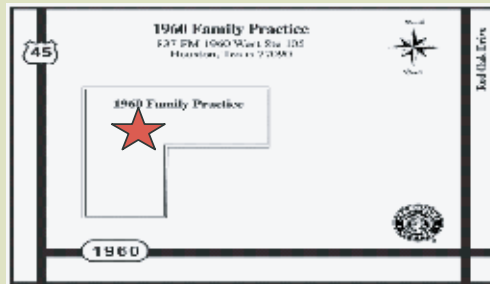 1960 Family Practice
837 FM 1960 West Ste 105
Houston, Texas 77090
45
Red Oak Drive
1960 Family Practice
1960